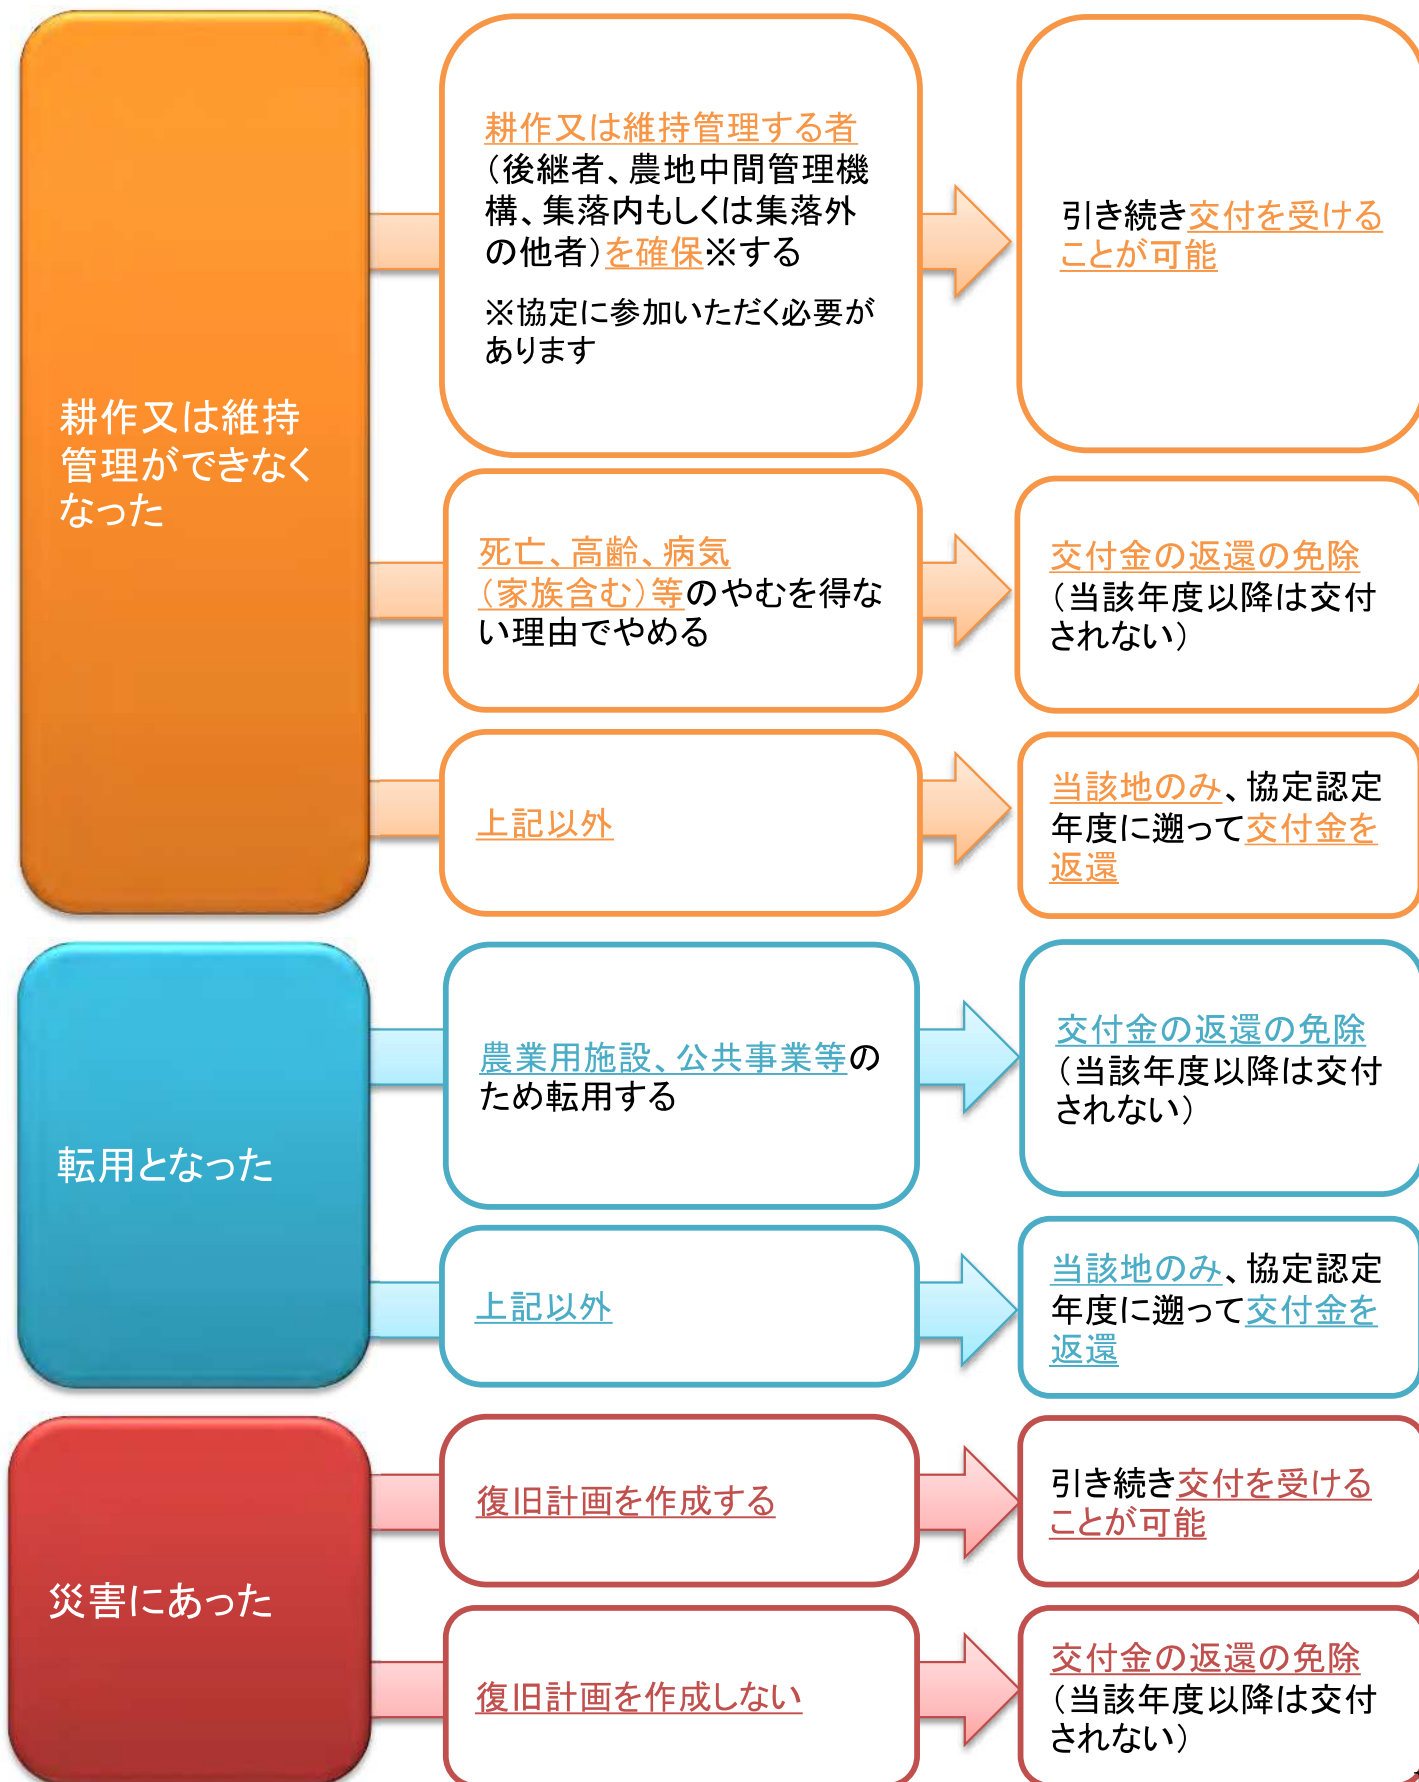 耕作又は維持
管理ができなく
なった
耕作又は維持管理する者
（後継者、農地中間管理機
構、集落内もしくは集落外
の他者）を確保※する
※協定に参加いただく必要が
あります
引き続き交付を受ける
ことが可能
死亡、高齢、病気
（家族含む）等のやむを得な
い理由でやめる
交付金の返還の免除
（当該年度以降は交付
されない）
上記以外
当該地のみ、協定認定
年度に遡って交付金を
返還
転用となった
農業用施設、公共事業等の
ため転用する
交付金の返還の免除
（当該年度以降は交付
されない）
上記以外
当該地のみ、協定認定
年度に遡って交付金を
返還
災害にあった
復旧計画を作成する
引き続き交付を受ける
ことが可能
復旧計画を作成しない
交付金の返還の免除
（当該年度以降は交付
されない）